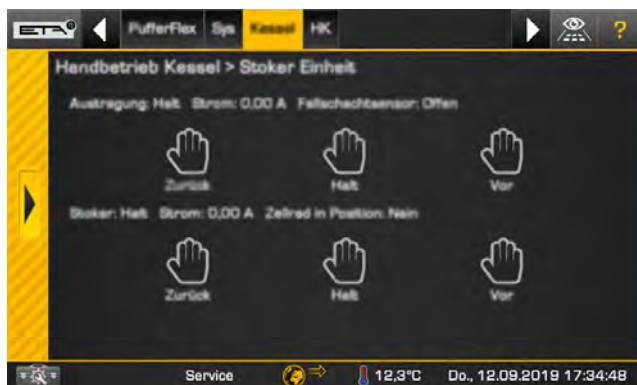 ETA PufferFlex Sys Kessel HK ?
Handbetrieb Kessel > Stoker Einheit
Austragung: Halt Strom: 0,00 A Fallschachtsensor: Offen
Zurück Halt Vor
Stoker: Halt Strom: 0,00 A Zellrad in Position: Nein
Zurück Halt Vor
Service 12,3°C Do., 12.09.2019 17:34:48